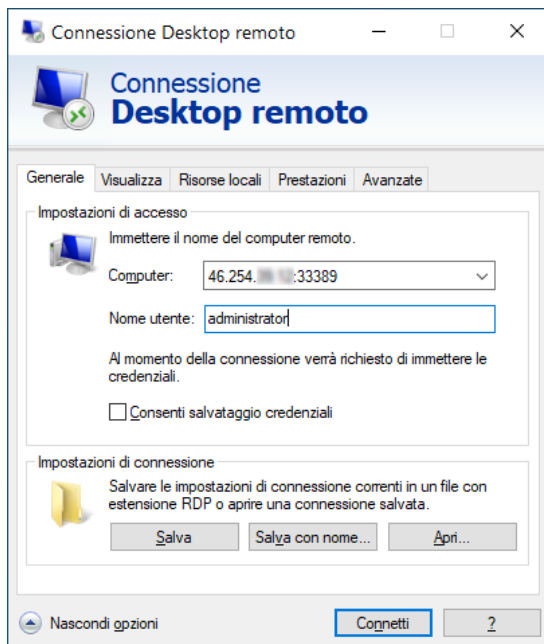 Connessione Desktop remoto
Connessione
Desktop remoto
Generale Visualizza Risorse locali Prestazioni Avanzate
Impostazioni di accesso
Immettere il nome del computer remoto.
Computer: 46.254. :33389
Nome utente: administrator
Al momento della connessione verrà richiesto di immettere le
credenziali.
Consenti salvataggio credenziali
Impostazioni di connessione
Salvare le impostazioni di connessione correnti in un file con
estensione RDP o aprire una connessione salvata.
Salva Salva con nome... Apri...
Nascondi opzioni Connetti ?